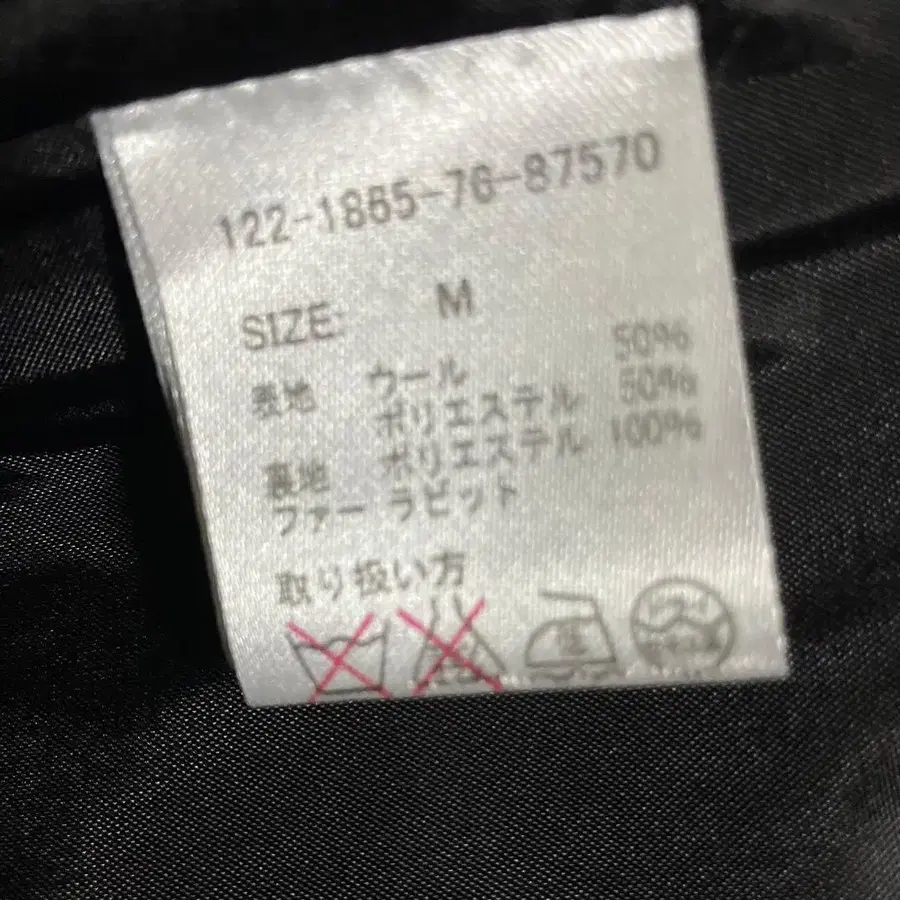 122-1865-76-87570
SIZE: M
表地 ウール 50%
ポリエステル 50%
裏地 ポリエステル 100%
ファー ラビット
取り扱い方
中